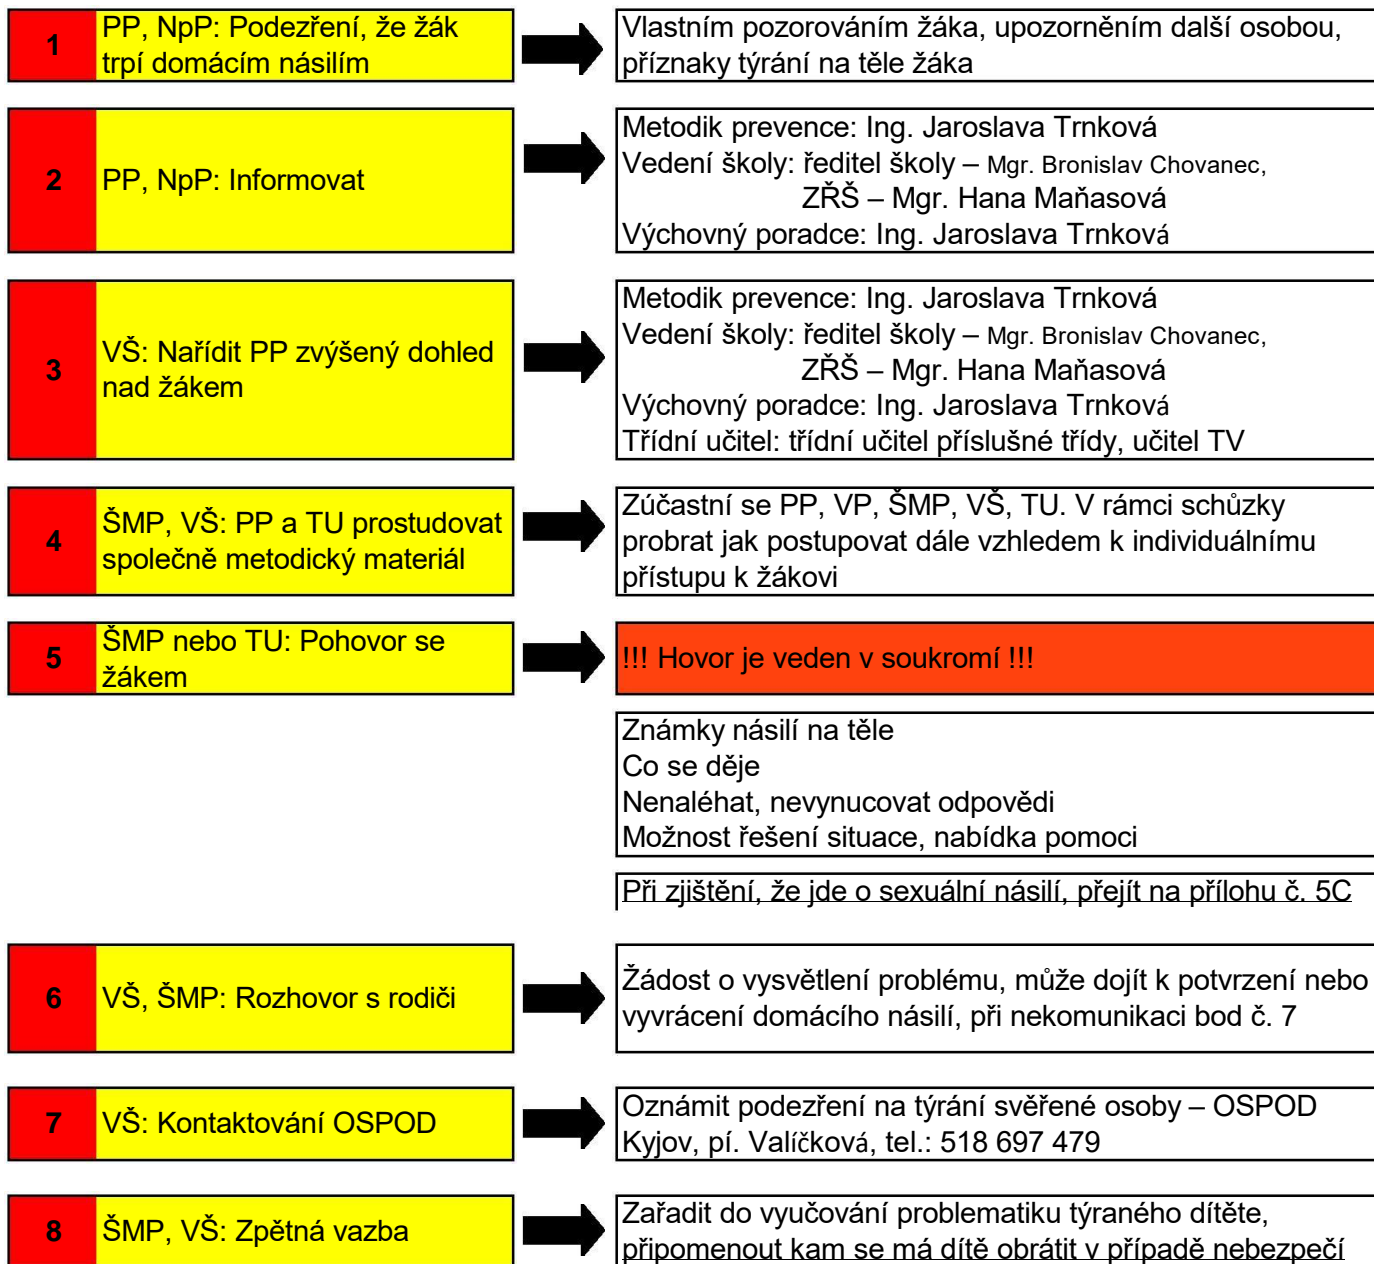 1
PP, NpP: Podezření, že žák
trpí domácím násilím
Vlastním pozorováním žáka, upozorněním další osobou,
příznaky týrání na těle žáka
2
PP, NpP: Informovat
Metodik prevence: Ing. Jaroslava Trnková
Vedení školy: ředitel školy – Mgr. Bronislav Chovanec,
ZŘŠ – Mgr. Hana Maňasová
Výchovný poradce: Ing. Jaroslava Trnková
3
VŠ: Nařídit PP zvýšený dohled
nad žákem
Metodik prevence: Ing. Jaroslava Trnková
Vedení školy: ředitel školy – Mgr. Bronislav Chovanec,
ZŘŠ – Mgr. Hana Maňasová
Výchovný poradce: Ing. Jaroslava Trnková
Třídní učitel: třídní učitel příslušné třídy, učitel TV
4
ŠMP, VŠ: PP a TU prostudovat
společně metodický materiál
Zúčastní se PP, VP, ŠMP, VŠ, TU. V rámci schůzky
probrat jak postupovat dále vzhledem k individuálnímu
přístupu k žákovi
5
ŠMP nebo TU: Pohovor se
žákem
!!! Hovor je veden v soukromí !!!
Známky násilí na těle
Co se děje
Nenaléhat, nevynucovat odpovědi
Možnost řešení situace, nabídka pomoci
Při zjištění, že jde o sexuální násilí, přejít na přílohu č. 5C
6
VŠ, ŠMP: Rozhovor s rodiči
Žádost o vysvětlení problému, může dojít k potvrzení nebo
vyvrácení domácího násilí, při nekomunikaci bod č. 7
7
VŠ: Kontaktování OSPOD
Oznámit podezření na týrání svěřené osoby – OSPOD
Kyjov, pí. Valíčková, tel.: 518 697 479
8
ŠMP, VŠ: Zpětná vazba
Zařadit do vyučování problematiku týraného dítěte,
připomenout kam se má dítě obrátit v případě nebezpečí